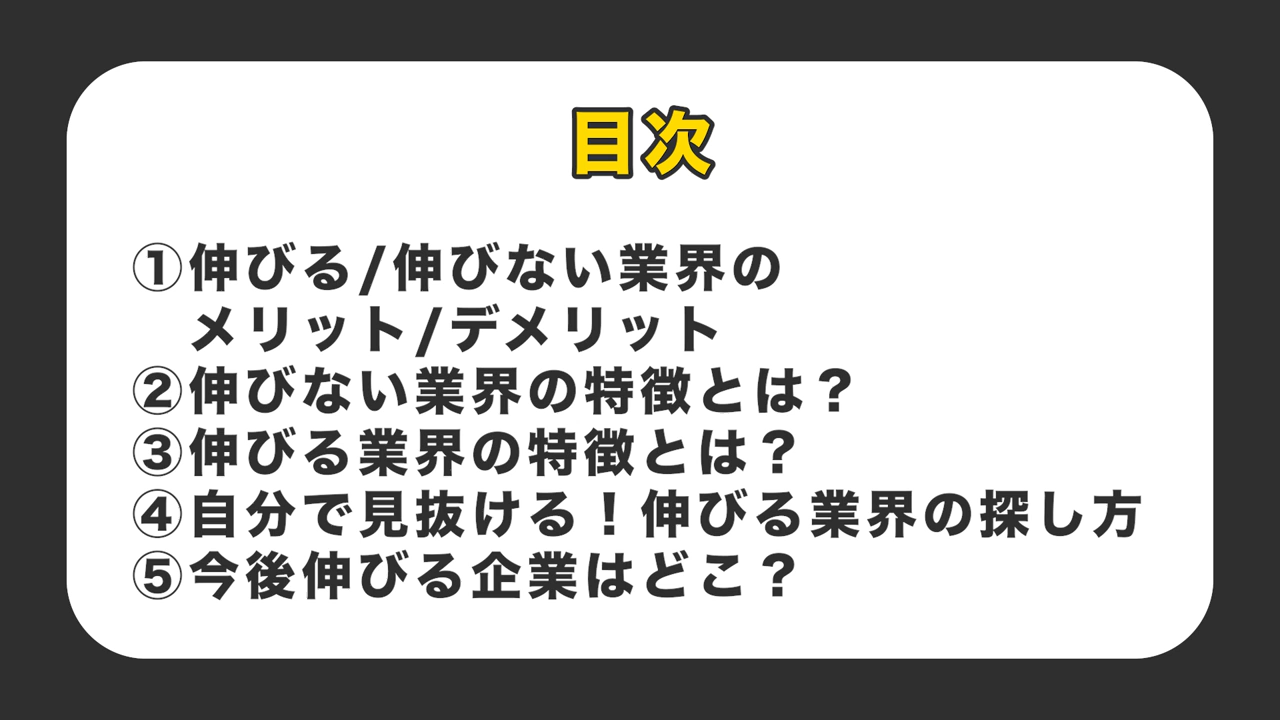 目次
①伸びる/伸びない業界の
メリット/デメリット
②伸びない業界の特徴とは？
③伸びる業界の特徴とは？
④自分で見抜ける！伸びる業界の探し方
⑤今後伸びる企業はどこ？